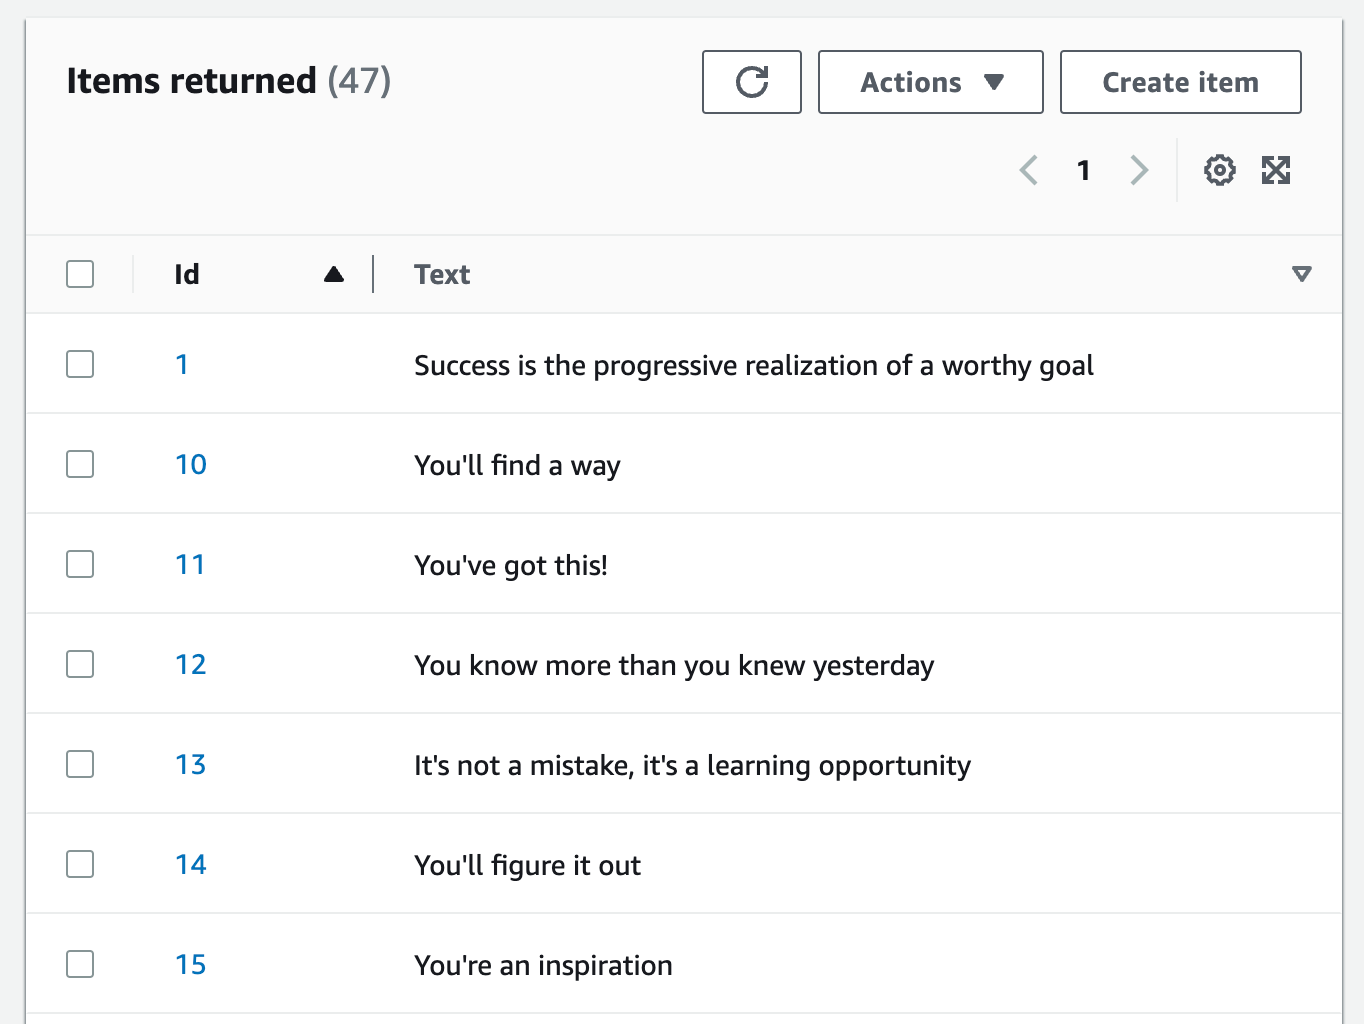 Items returned (47)
Actions
Create item
1
Id Text
1 Success is the progressive realization of a worthy goal
10 You'll find a way
11 You've got this!
12 You know more than you knew yesterday
13 It's not a mistake, it's a learning opportunity
14 You'll figure it out
15 You're an inspiration